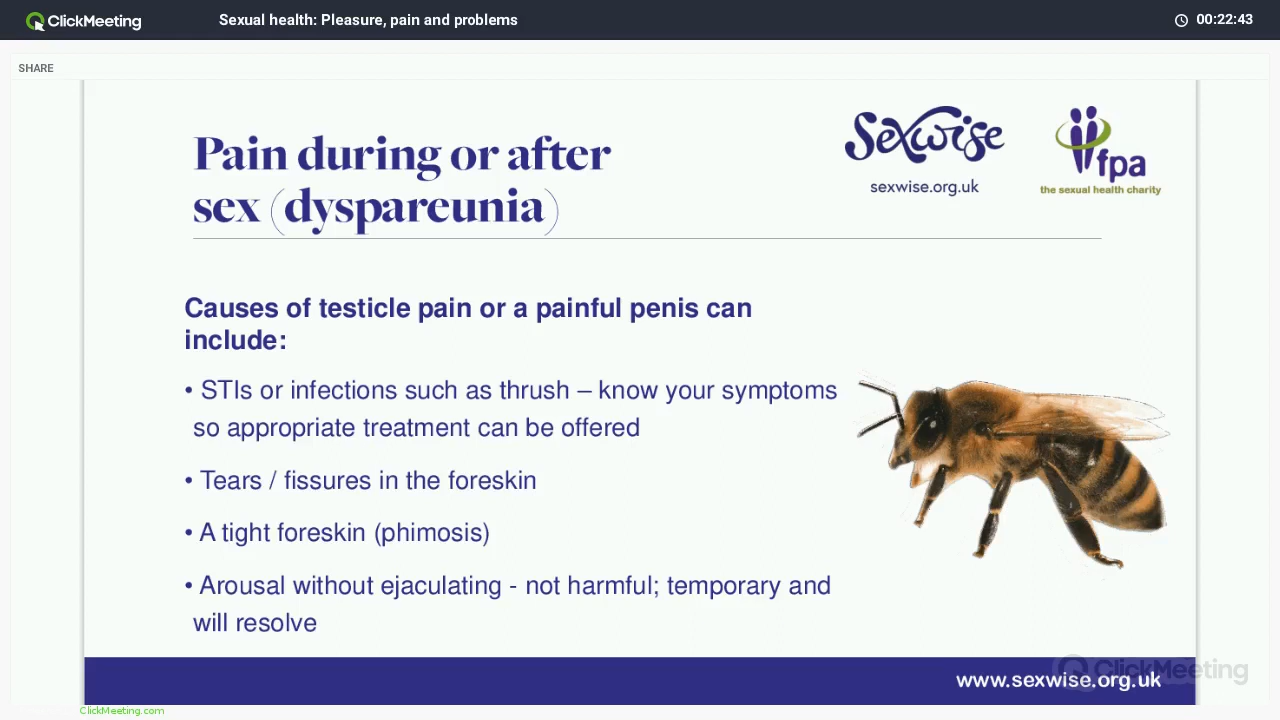 ClickMeeting
Sexual health: Pleasure, pain and problems
00:22:43
SHARE
Pain during or after
sex (dyspareunia)
Sexwise
sexwise.org.uk
fpa
the sexual health charity
Causes of testicle pain or a painful penis can
include:
• STIs or infections such as thrush – know your symptoms
so appropriate treatment can be offered
• Tears / fissures in the foreskin
• A tight foreskin (phimosis)
• Arousal without ejaculating - not harmful; temporary and
will resolve
ClickMeeting
www.sexwise.org.uk
ClickMeeting.com